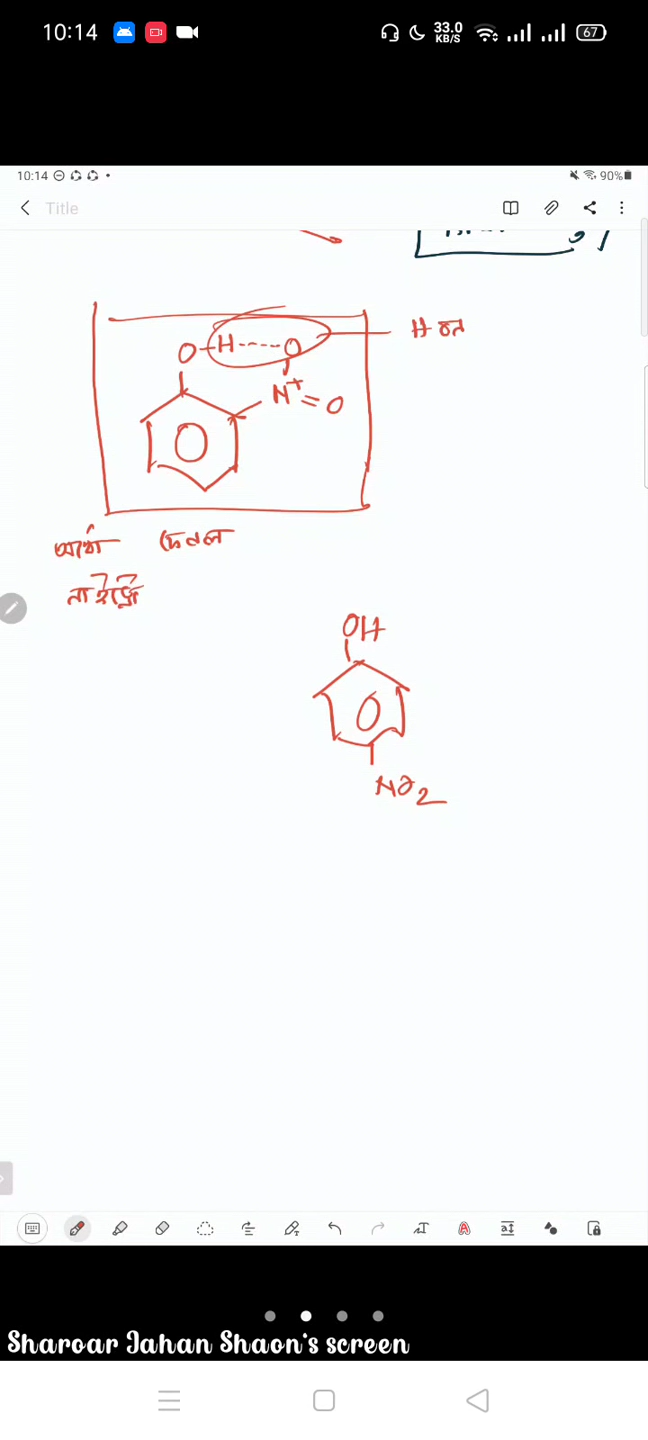 10:14
33.0
KB/S
67
10:14
90%
Title
O-H----O
N+=O
H বন্ধ
অর্থো
নাইট্রো
OH
NO2
Sharoar Jahan Shaon's screen